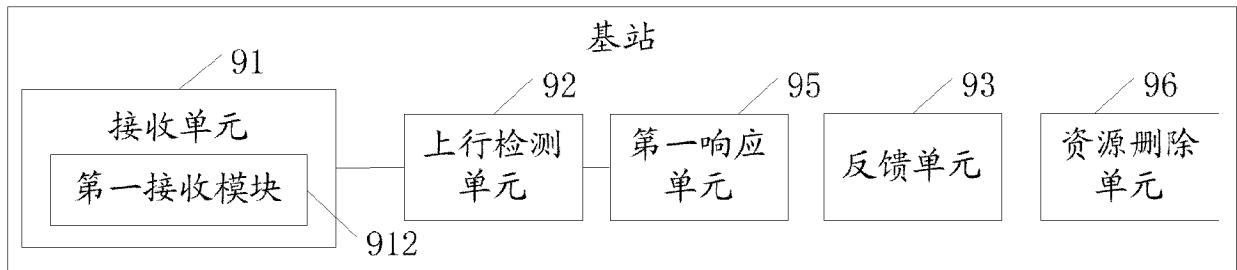 基站
91
92
95
93
96
接收单元
第一接收模块
912
上行检测
单元
第一响应
单元
反馈单元
资源删除
单元